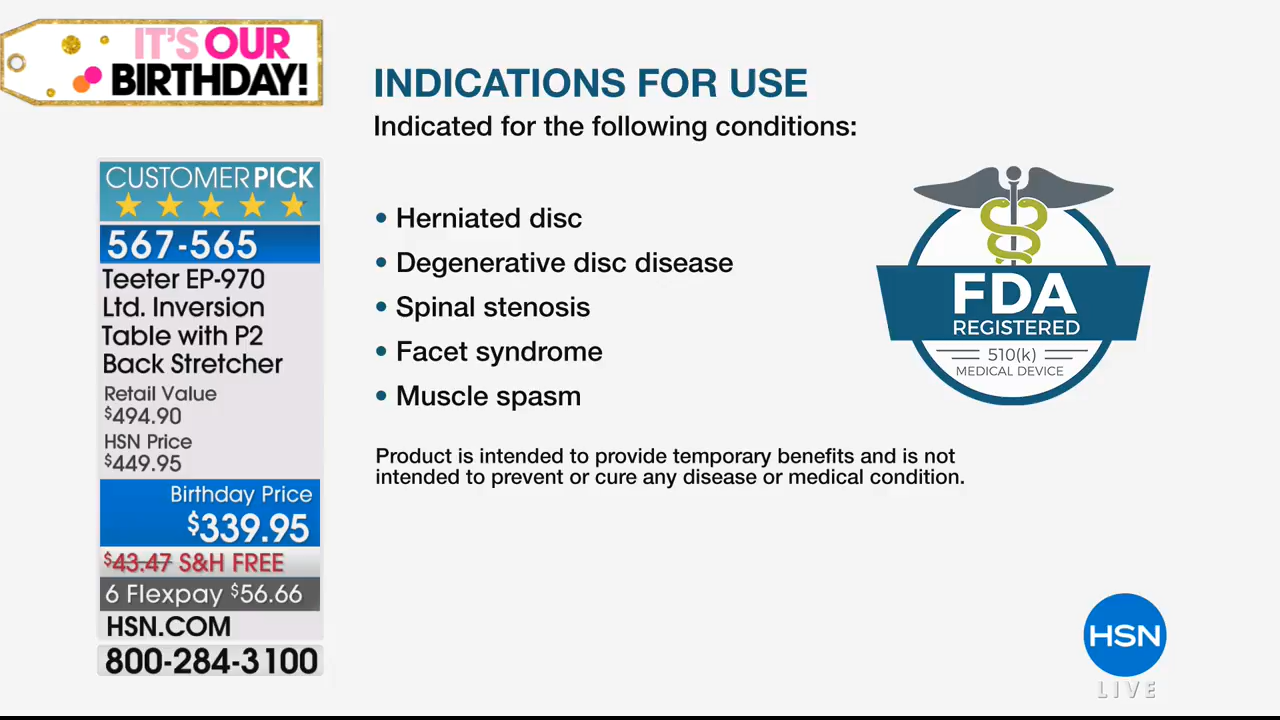 IT'S OUR
BIRTHDAY!
CUSTOMER PICK
567-565
Teeter EP-970
Ltd. Inversion
Table with P2
Back Stretcher
Retail Value
$494.90
HSN Price
$449.95
Birthday Price
$339.95
$43.47 S&H FREE
6 Flexpay $56.66
HSN.COM
800-284-3100
INDICATIONS FOR USE
Indicated for the following conditions:
• Herniated disc
• Degenerative disc disease
• Spinal stenosis
• Facet syndrome
• Muscle spasm
Product is intended to provide temporary benefits and is not
intended to prevent or cure any disease or medical condition.
FDA
REGISTERED
510(k)
MEDICAL DEVICE
HSN
LIVE